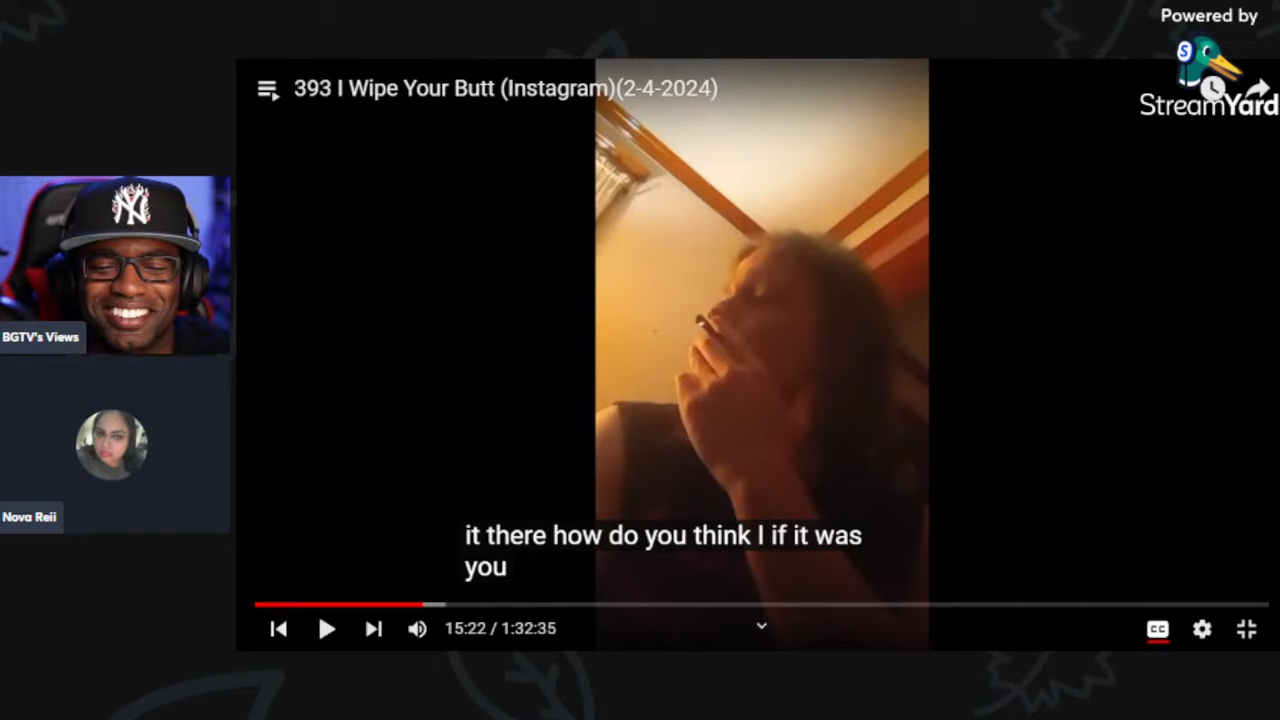 Powered by
StreamYard
393 I Wipe Your Butt (Instagram)(2-4-2024)
BGTV's Views
Nova Reii
it there how do you think I if it was
you
15:22 / 1:32:35
CC
NY
S